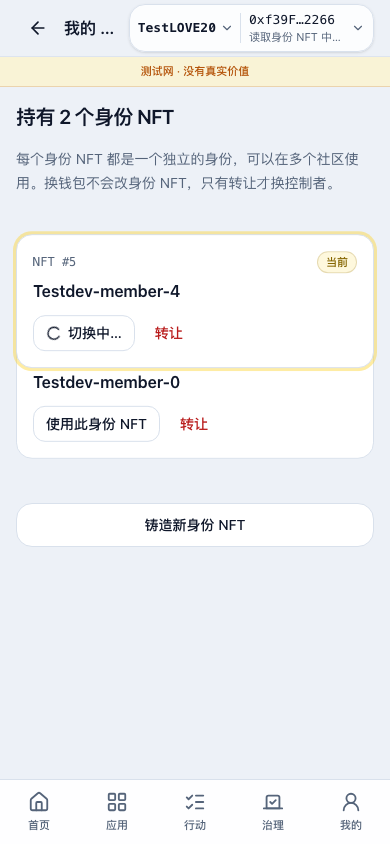 我的 ...
TestLOVE20
0xf39F…2266
读取身份 NFT 中...
测试网 · 没有真实价值
持有 2 个身份 NFT
每个身份 NFT 都是一个独立的身份，可以在多个社区使
用。换钱包不会改身份 NFT，只有转让才换控制者。
NFT #5
当前
Testdev-member-4
切换中...
转让
Testdev-member-0
使用此身份 NFT
转让
铸造新身份 NFT
首页
应用
行动
治理
我的